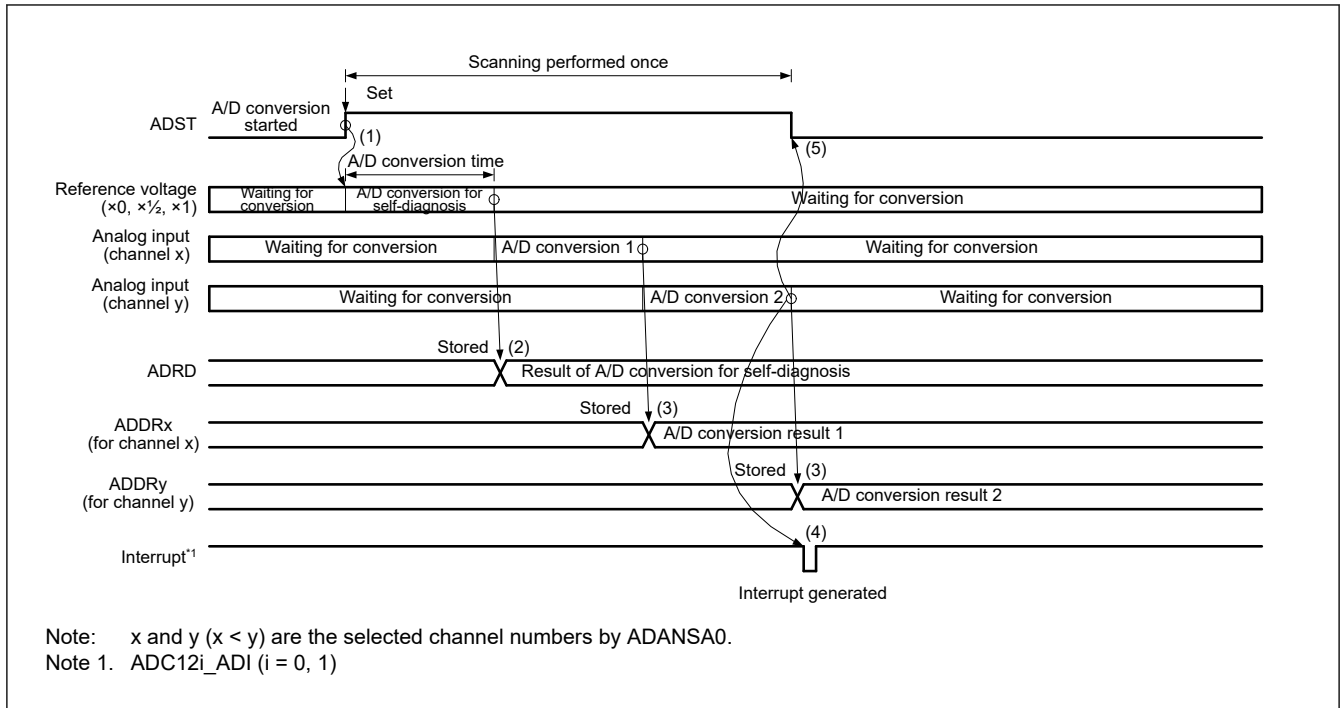 Scanning performed once
Set
A/D conversion
started
ADST
(1)
(5)
A/D conversion time
Reference voltage
(×0, ×½, ×1)
Waiting for
conversion
A/D conversion for
self-diagnosis
Waiting for conversion
Analog input
(channel x)
Waiting for conversion
A/D conversion 1
Waiting for conversion
Analog input
(channel y)
Waiting for conversion
A/D conversion 2
Waiting for conversion
Stored (2)
ADRD
Result of A/D conversion for self-diagnosis
Stored (3)
ADDRx
(for channel x)
A/D conversion result 1
Stored (3)
ADDRy
(for channel y)
A/D conversion result 2
(4)
Interrupt*1
Interrupt generated
Note: x and y (x < y) are the selected channel numbers by ADANSA0.
Note 1. ADC12i_ADI (i = 0, 1)